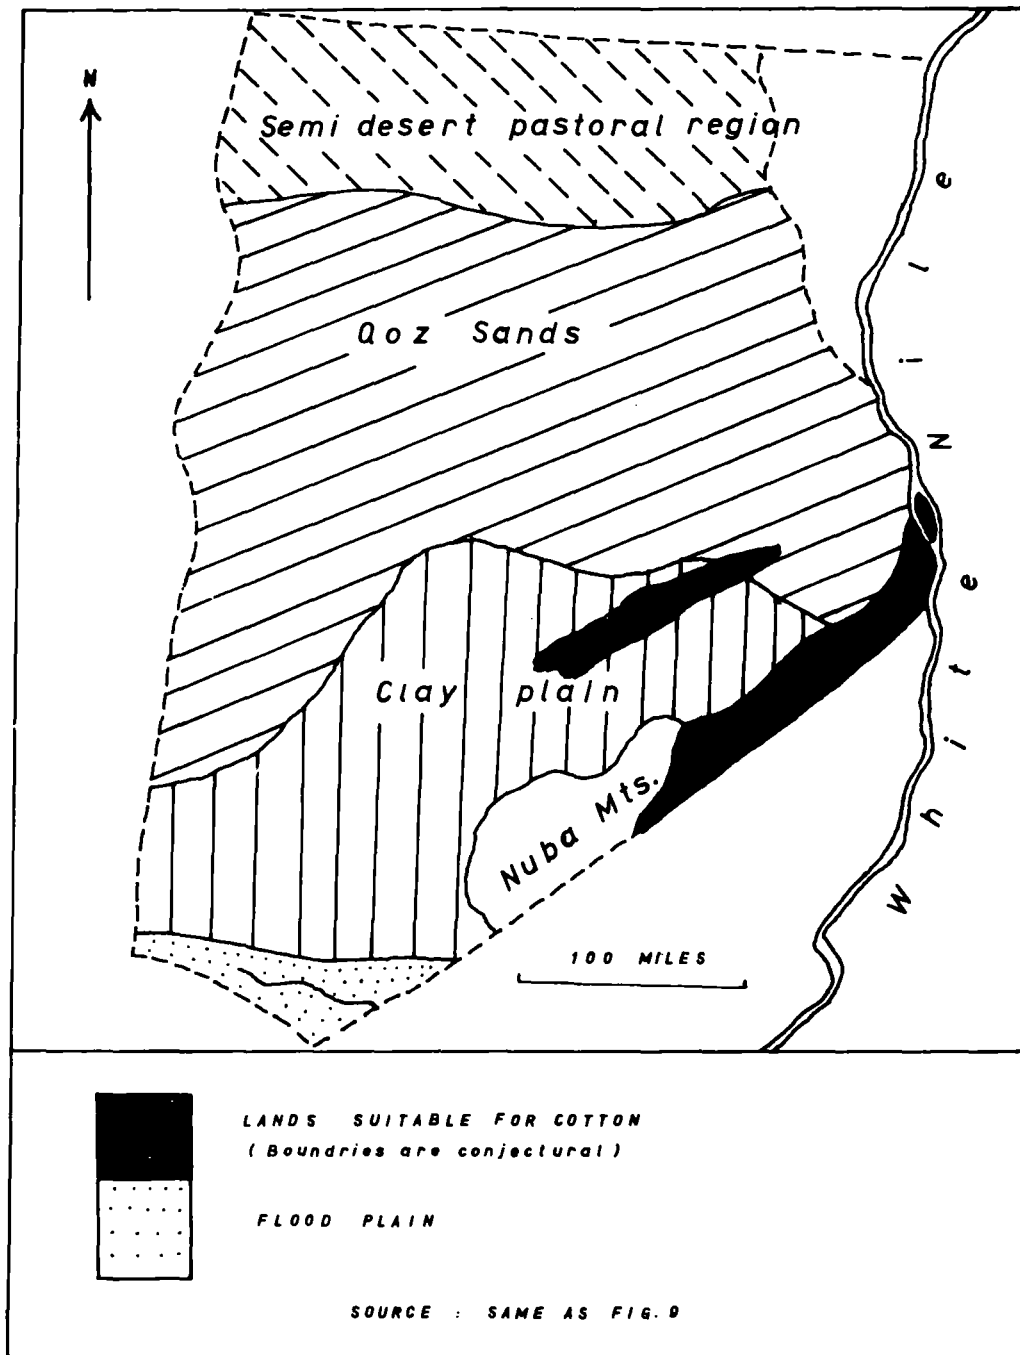 N
Semi desert pastoral region
Qoz Sands
White Nile
Clay plain
Nuba Mts.
100 MILES
LANDS SUITABLE FOR COTTON
(Boundries are conjectural)
FLOOD PLAIN
SOURCE : SAME AS FIG. 9